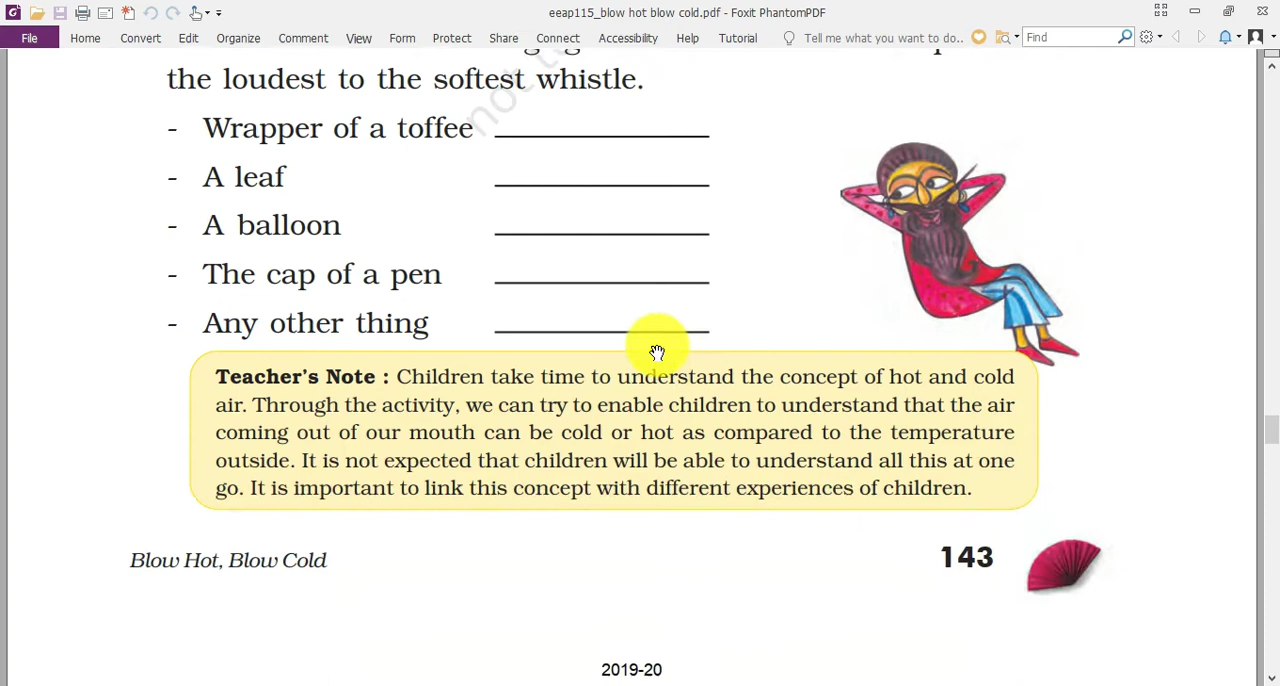 eeap115_blow hot blow cold.pdf - Foxit PhantomPDF
File Home Convert Edit Organize Comment View Form Protect Share Connect Accessibility Help Tutorial Tell me what you want to do.. Find
the loudest to the softest whistle.
- Wrapper of a toffee
- A leaf
- A balloon
- The cap of a pen
- Any other thing
not
Teacher's Note : Children take time to understand the concept of hot and cold
air. Through the activity, we can try to enable children to understand that the air
coming out of our mouth can be cold or hot as compared to the temperature
outside. It is not expected that children will be able to understand all this at one
go. It is important to link this concept with different experiences of children.
Blow Hot, Blow Cold 143
2019-20